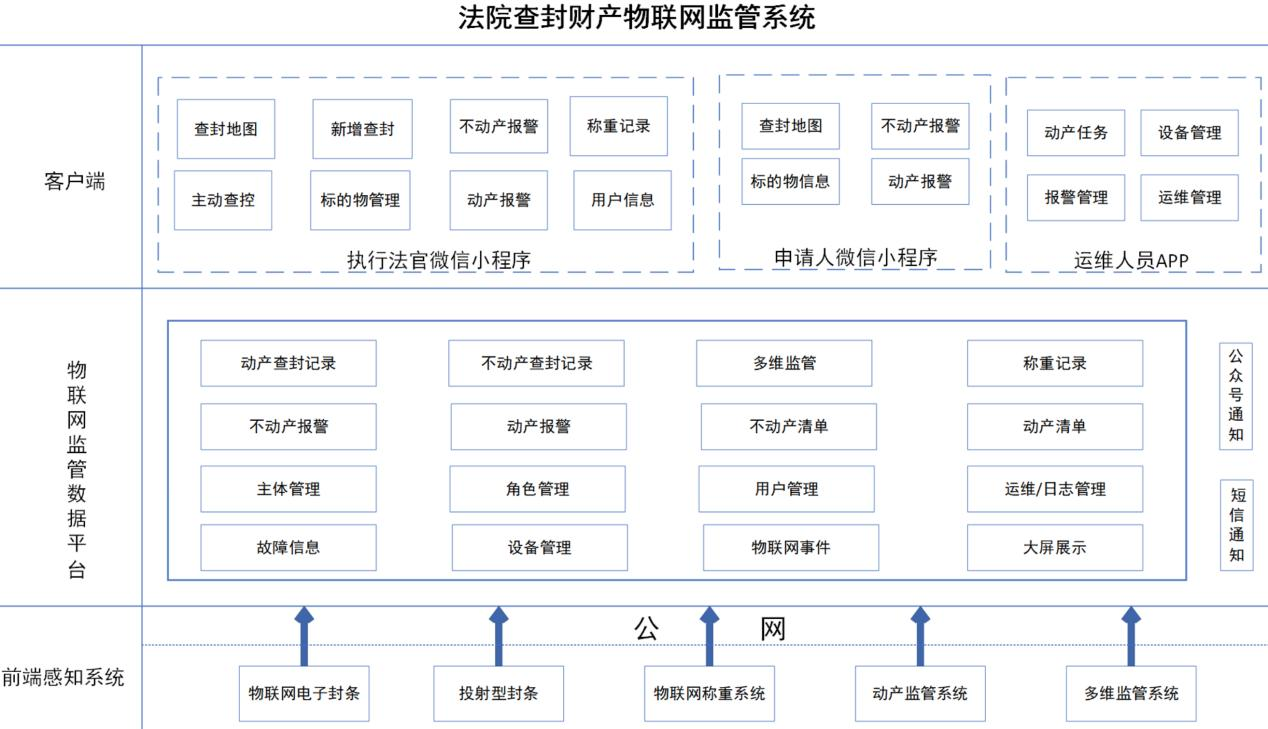 法院查封财产物联网监管系统
客户端
查封地图
新增查封
不动产报警
称重记录
主动查控
标的物管理
动产报警
用户信息
执行法官微信小程序
查封地图
不动产报警
标的物信息
动产报警
申请人微信小程序
动产任务
设备管理
报警管理
运维管理
运维人员APP
物联网监管数据平台
动产查封记录
不动产查封记录
多维监管
称重记录
不动产报警
动产报警
不动产清单
动产清单
主体管理
角色管理
用户管理
运维/日志管理
故障信息
设备管理
物联网事件
大屏展示
公众号通知
短信通知
公 网
前端感知系统
物联网电子封条
投射型封条
物联网称重系统
动产监管系统
多维监管系统